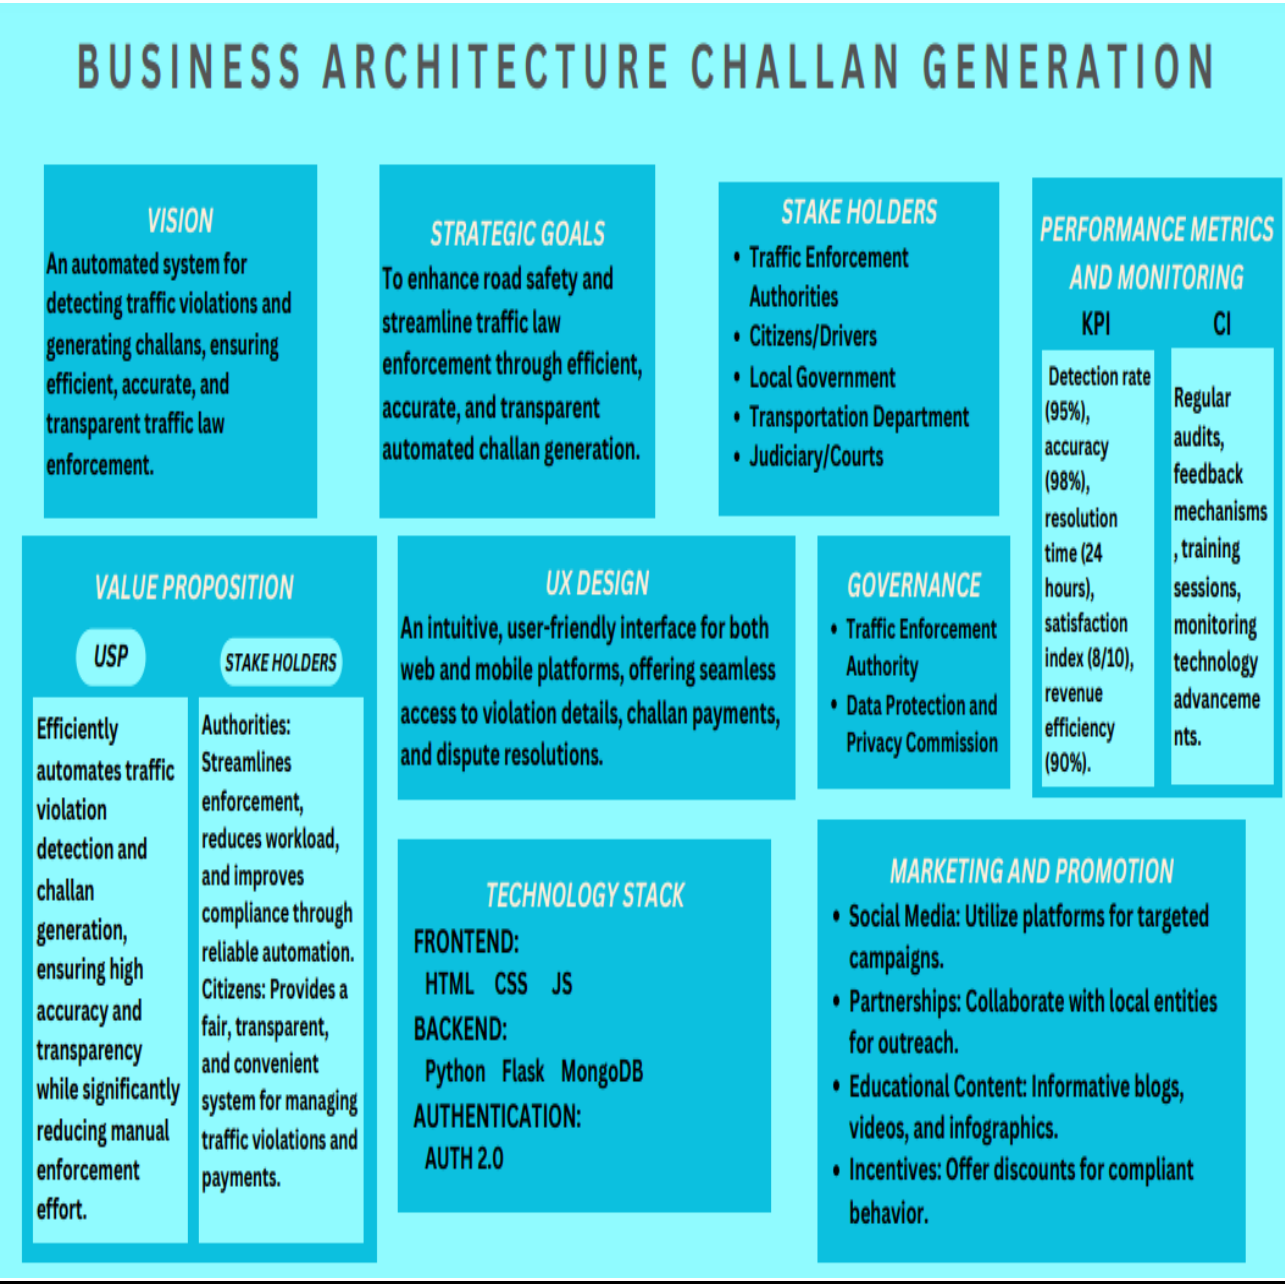 BUSINESS ARCHITECTURE CHALLAN GENERATION
VISION
An automated system for
detecting traffic violations and
generating challans, ensuring
efficient, accurate, and
transparent traffic law
enforcement.
STRATEGIC GOALS
To enhance road safety and
streamline traffic law
enforcement through efficient,
accurate, and transparent
automated challan generation.
STAKE HOLDERS
• Traffic Enforcement
Authorities
• Citizens/Drivers
• Local Government
• Transportation Department
• Judiciary/Courts
PERFORMANCE METRICS
AND MONITORING
KPI
Detection rate
(95%),
accuracy
(98%),
resolution
time (24
hours),
satisfaction
index (8/10),
revenue
efficiency
(90%).
CI
Regular
audits,
feedback
mechanisms
, training
sessions,
monitoring
technology
advanceme
nts.
VALUE PROPOSITION
USP
Efficiently
automates traffic
violation
detection and
challan
generation,
ensuring high
accuracy and
transparency
while significantly
reducing manual
enforcement
effort.
STAKE HOLDERS
Authorities:
Streamlines
enforcement,
reduces workload,
and improves
compliance through
reliable automation.
Citizens: Provides a
fair, transparent,
and convenient
system for managing
traffic violations and
payments.
UX DESIGN
An intuitive, user-friendly interface for both
web and mobile platforms, offering seamless
access to violation details, challan payments,
and dispute resolutions.
GOVERNANCE
• Traffic Enforcement
Authority
• Data Protection and
Privacy Commission
TECHNOLOGY STACK
FRONTEND:
HTML CSS JS
BACKEND:
Python Flask MongoDB
AUTHENTICATION:
AUTH 2.0
MARKETING AND PROMOTION
• Social Media: Utilize platforms for targeted
campaigns.
• Partnerships: Collaborate with local entities
for outreach.
• Educational Content: Informative blogs,
videos, and infographics.
• Incentives: Offer discounts for compliant
behavior.